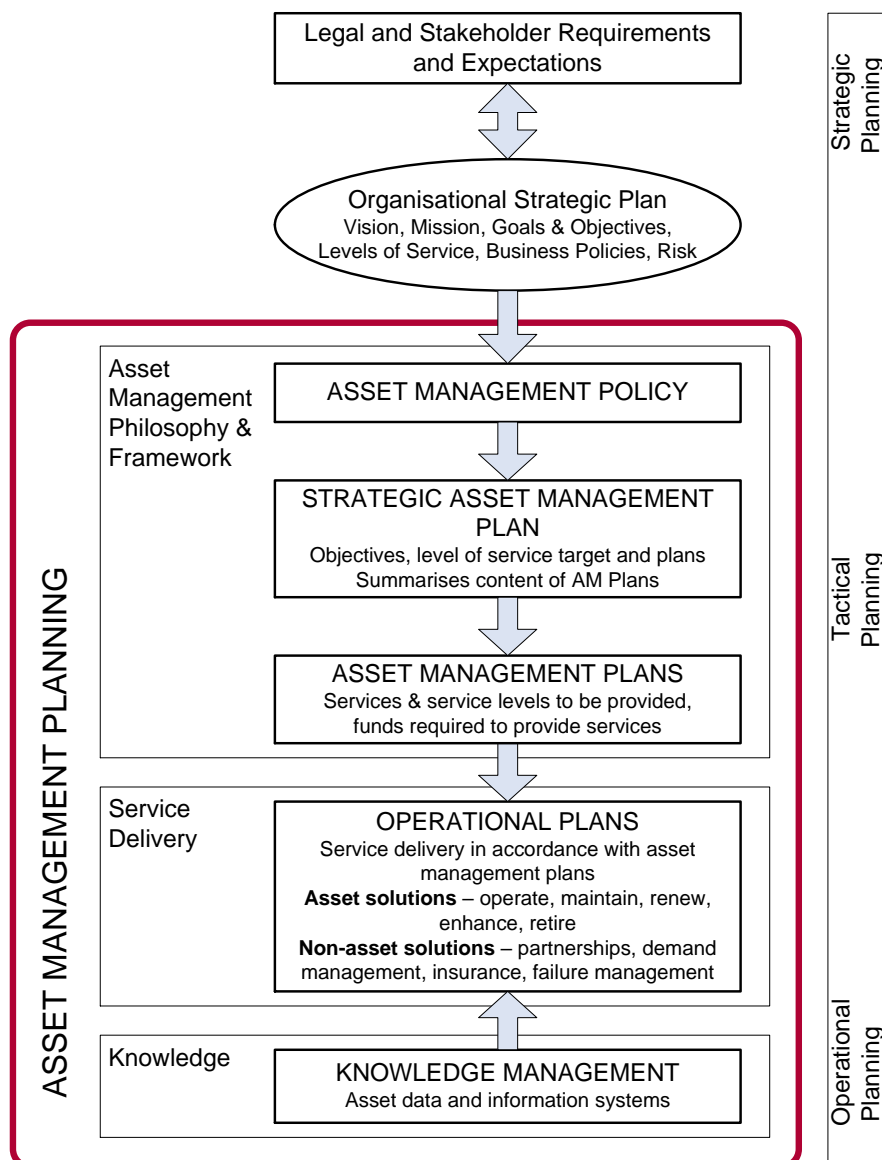 Legal and Stakeholder Requirements
and Expectations
Strategic
Planning
Organisational Strategic Plan
Vision, Mission, Goals & Objectives,
Levels of Service, Business Policies, Risk
Asset
Management
Philosophy &
Framework
ASSET MANAGEMENT POLICY
STRATEGIC ASSET MANAGEMENT
PLAN
Objectives, level of service target and plans
Summarises content of AM Plans
Tactical
Planning
ASSET MANAGEMENT PLANS
Services & service levels to be provided,
funds required to provide services
ASSET MANAGEMENT PLANNING
Service
Delivery
OPERATIONAL PLANS
Service delivery in accordance with asset
management plans
Asset solutions – operate, maintain, renew,
enhance, retire
Non-asset solutions – partnerships, demand
management, insurance, failure management
Operational
Planning
Knowledge
KNOWLEDGE MANAGEMENT
Asset data and information systems